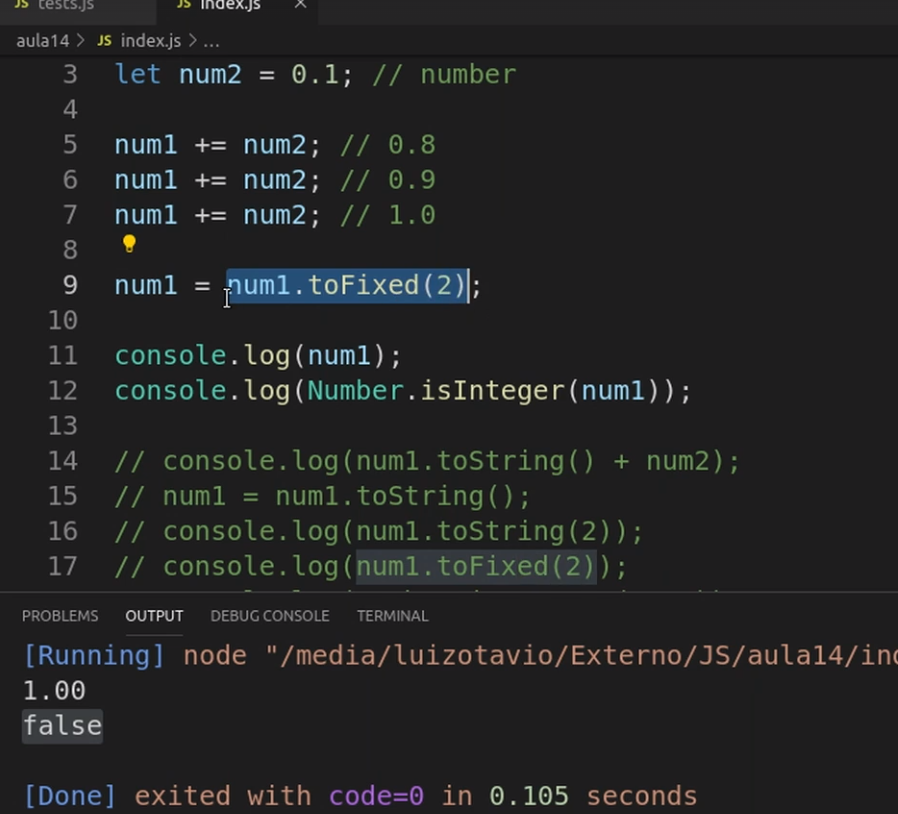 JS tests.js JS index.js ×
aula14 > JS index.js > ...
3 let num2 = 0.1; // number
4
5 num1 += num2; // 0.8
6 num1 += num2; // 0.9
7 num1 += num2; // 1.0
8
9 num1 = num1.toFixed(2);
10
11 console.log(num1);
12 console.log(Number.isInteger(num1));
13
14 // console.log(num1.toString() + num2);
15 // num1 = num1.toString();
16 // console.log(num1.toString(2));
17 // console.log(num1.toFixed(2));
PROBLEMS OUTPUT DEBUG CONSOLE TERMINAL
[Running] node "/media/luizotavio/Externo/JS/aula14/in
1.00
false
[Done] exited with code=0 in 0.105 seconds